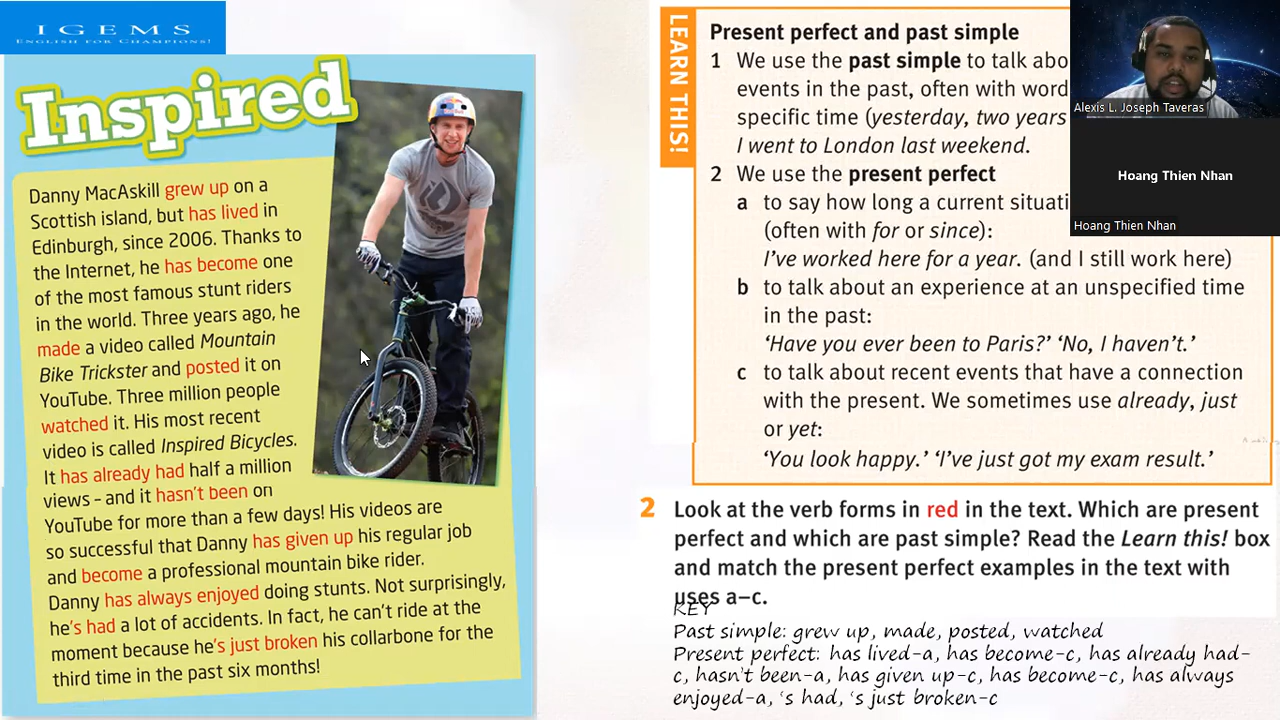 IGEMS
ENGLISH FOR CHAMPIONS!
Inspired
Danny MacAskill grew up on a
Scottish island, but has lived in
Edinburgh, since 2006. Thanks to
the Internet, he has become one
of the most famous stunt riders
in the world. Three years ago, he
made a video called Mountain
Bike Trickster and posted it on
YouTube. Three million people
watched it. His most recent
video is called Inspired Bicycles.
It has already had half a million
views – and it hasn't been on
YouTube for more than a few days! His videos are
so successful that Danny has given up his regular job
and become a professional mountain bike rider.
Danny has always enjoyed doing stunts. Not surprisingly,
he's had a lot of accidents. In fact, he can't ride at the
moment because he's just broken his collarbone for the
third time in the past six months!
LEARN THIS!
Present perfect and past simple
1 We use the past simple to talk abo
events in the past, often with word
specific time (yesterday, two years
I went to London last weekend.
2 We use the present perfect
a to say how long a current situati
(often with for or since):
I've worked here for a year. (and I still work here)
b to talk about an experience at an unspecified time
in the past:
'Have you ever been to Paris?' 'No, I haven't.'
c to talk about recent events that have a connection
with the present. We sometimes use already, just
or yet:
'You look happy.' 'I've just got my exam result.'
2 Look at the verb forms in red in the text. Which are present
perfect and which are past simple? Read the Learn this! box
and match the present perfect examples in the text with
uses a–c.
KEY
Past simple: grew up, made, posted, watched
Present perfect: has lived-a, has become-c, has already had-
c, hasn't been-a, has given up-c, has become-c, has always
enjoyed-a, 's had, 's just broken-c
Alexis L. Joseph Taveras
Hoang Thien Nhan
Hoang Thien Nhan